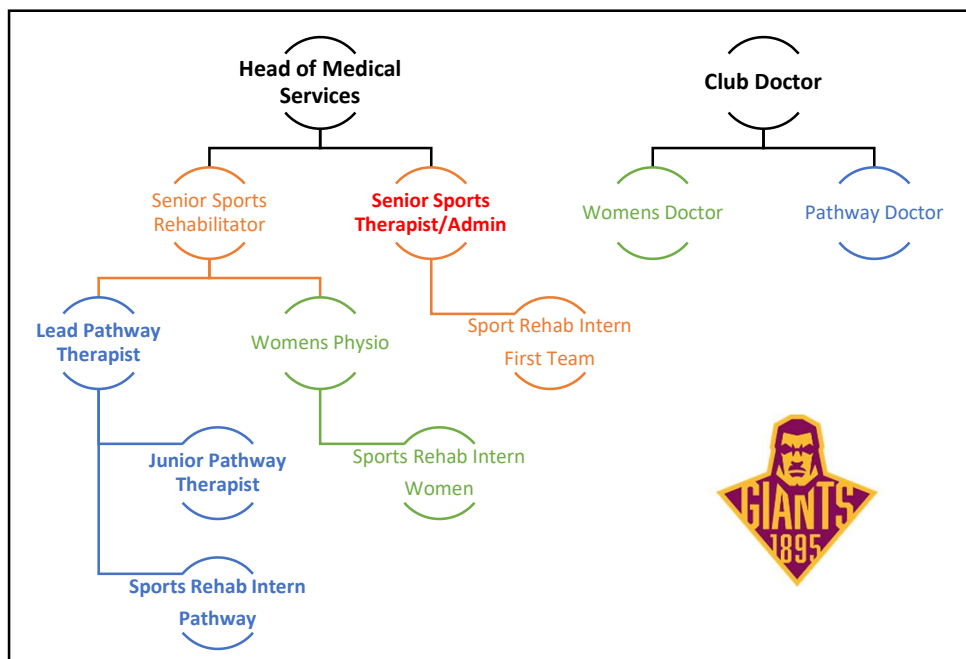 Head of Medical
Services
Club Doctor
Senior Sports
Rehabilitator
Senior Sports
Therapist/Admin
Womens Doctor
Pathway Doctor
Lead Pathway
Therapist
Womens Physio
Sport Rehab Intern
First Team
Junior Pathway
Therapist
Sports Rehab Intern
Women
Sports Rehab Intern
Pathway
GIANTS
1895